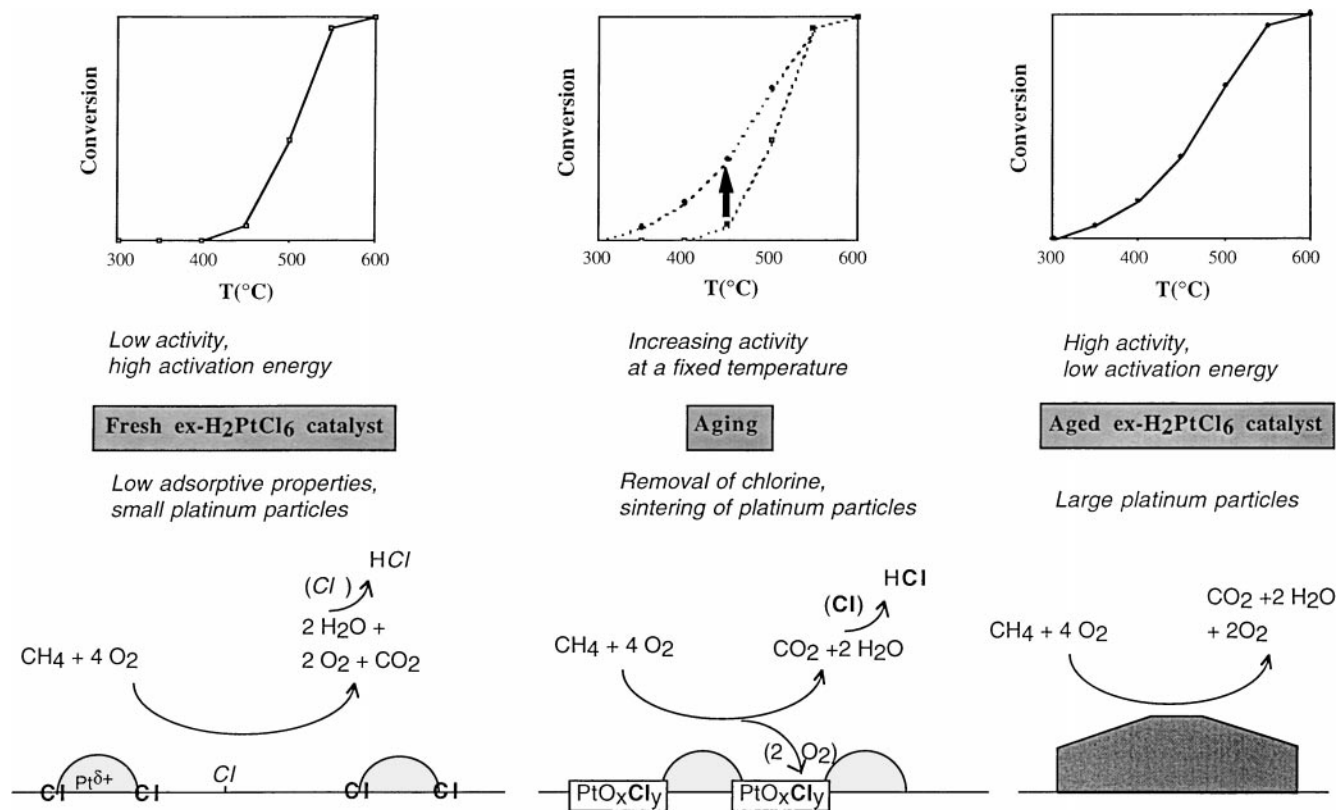 Conversion
300 400 500 600
T(°C)
Conversion
300 400 500 600
T(°C)
Conversion
300 400 500 600
T(°C)
Low activity,
high activation energy
Increasing activity
at a fixed temperature
High activity,
low activation energy
Fresh ex-H2PtCl6 catalyst
Aging
Aged ex-H2PtCl6 catalyst
Low adsorptive properties,
small platinum particles
Removal of chlorine,
sintering of platinum particles
Large platinum particles
HCl
(Cl )
2 H2O +
2 O2 + CO2
CH4 + 4 O2
Cl Ptδ+ Cl
Cl
Cl Cl
HCl
(Cl)
CH4 + 4 O2
CO2 +2 H2O
(2 O2)
PtOxCly
PtOxCly
CO2 +2 H2O
+ 2O2
CH4 + 4 O2